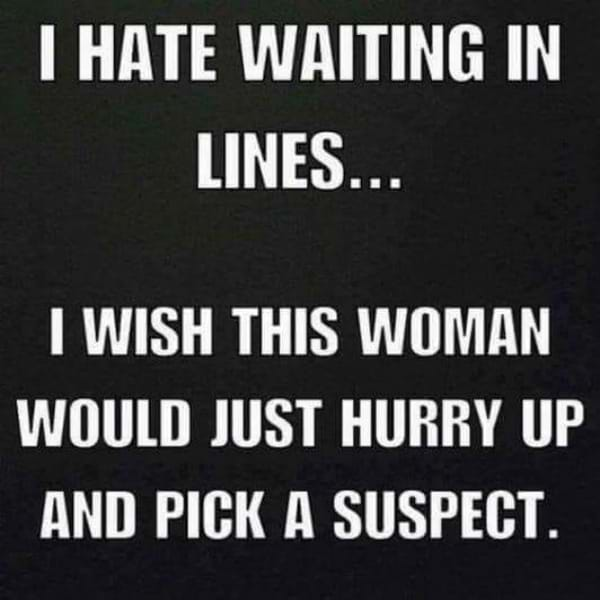 I HATE WAITING IN
LINES...
I WISH THIS WOMAN
WOULD JUST HURRY UP
AND PICK A SUSPECT.